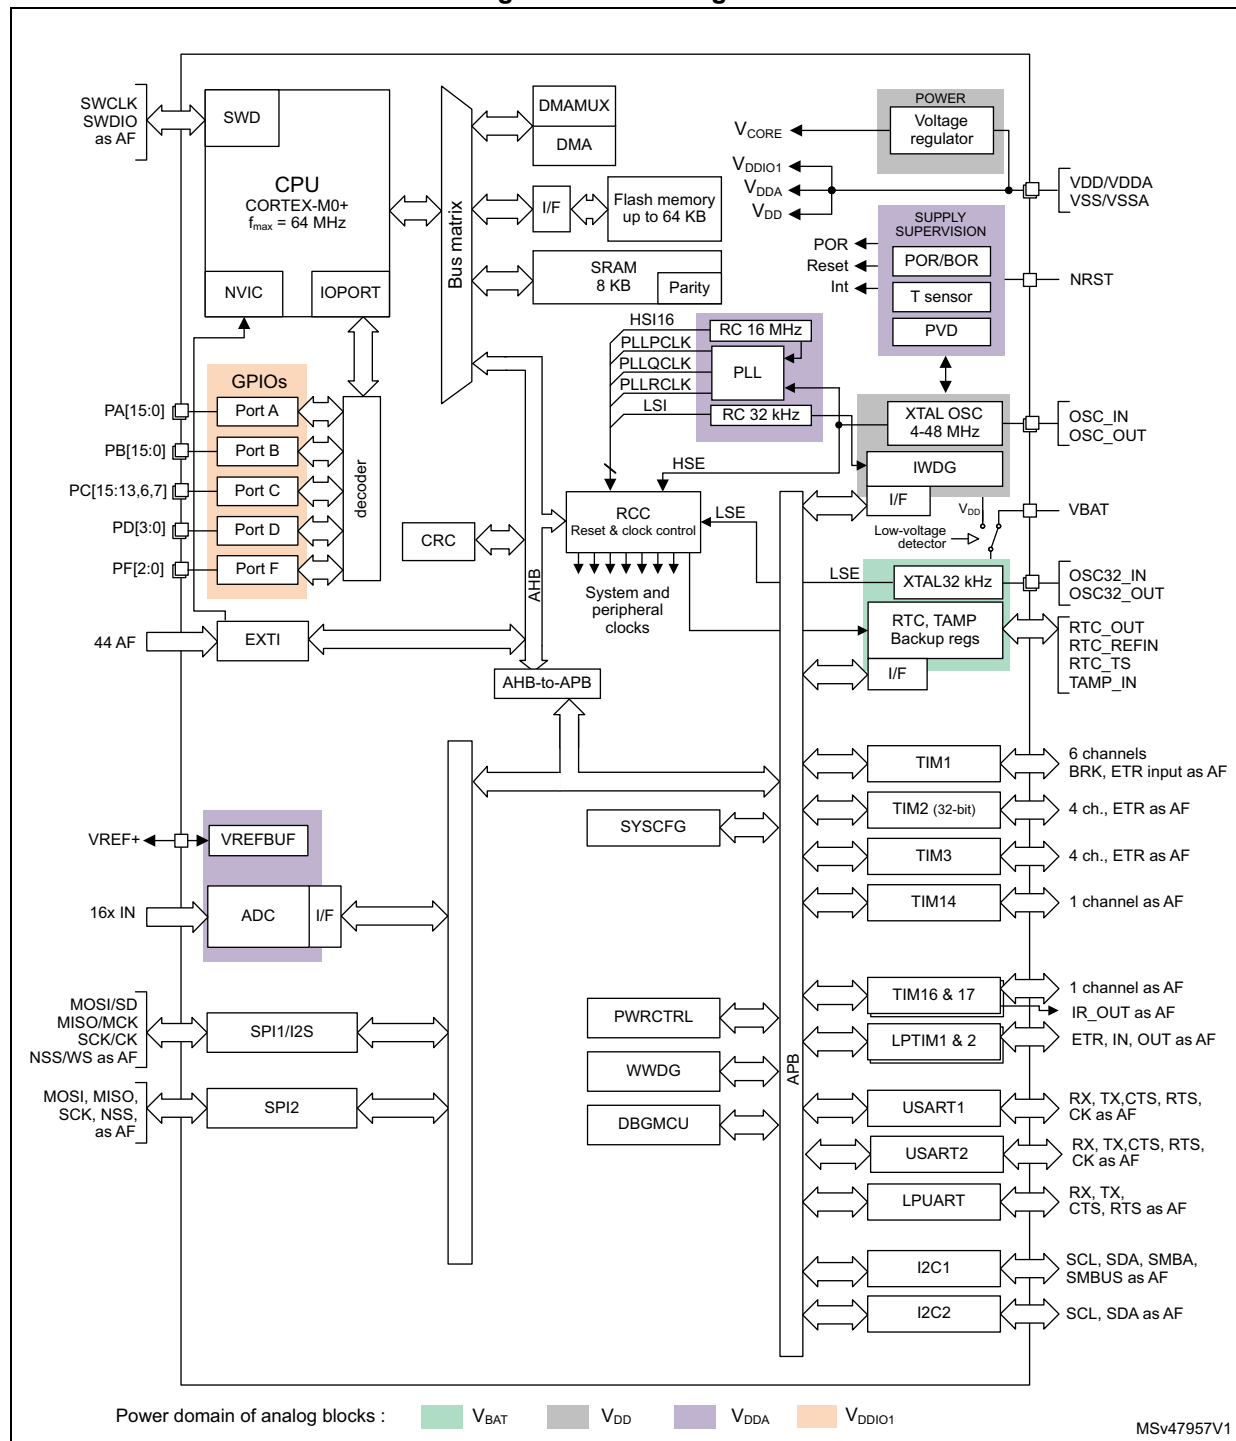 SWCLK
SWDIO
as AF
SWD
CPU
CORTEX-M0+
fmax = 64 MHz
NVIC
IOPORT
Bus matrix
DMAMUX
DMA
I/F
Flash memory
up to 64 KB
SRAM
8 KB
Parity
POWER
Voltage
regulator
VCORE
VDDIO1
VDDA
VDD
VDD/VDDA
VSS/VSSA
SUPPLY
SUPERVISION
POR
Reset
Int
POR/BOR
T sensor
PVD
NRST
HSI16
PLLPCLK
PLLQCLK
PLLRCLK
LSI
RC 16 MHz
PLL
RC 32 kHz
GPIOs
PA[15:0]
Port A
PB[15:0]
Port B
PC[15:13,6,7]
Port C
PD[3:0]
Port D
PF[2:0]
Port F
decoder
XTAL OSC
4-48 MHz
OSC_IN
OSC_OUT
IWDG
I/F
HSE
VDD
VBAT
Low-voltage
detector
RCC
Reset & clock control
LSE
CRC
AHB
System and
peripheral
clocks
LSE
XTAL32 kHz
OSC32_IN
OSC32_OUT
RTC, TAMP
Backup regs
I/F
RTC_OUT
RTC_REFIN
RTC_TS
TAMP_IN
44 AF
EXTI
AHB-to-APB
TIM1
6 channels
BRK, ETR input as AF
TIM2 (32-bit)
4 ch., ETR as AF
SYSCFG
VREF+
VREFBUF
TIM3
4 ch., ETR as AF
16x IN
ADC
I/F
TIM14
1 channel as AF
MOSI/SD
MISO/MCK
SCK/CK
NSS/WS as AF
SPI1/I2S
PWRCTRL
TIM16 & 17
1 channel as AF
IR_OUT as AF
LPTIM1 & 2
ETR, IN, OUT as AF
WWDG
APB
MOSI, MISO,
SCK, NSS,
as AF
SPI2
DBGMCU
USART1
RX, TX,CTS, RTS,
CK as AF
USART2
RX, TX,CTS, RTS,
CK as AF
LPUART
RX, TX,
CTS, RTS as AF
I2C1
SCL, SDA, SMBA,
SMBUS as AF
I2C2
SCL, SDA as AF
Power domain of analog blocks :
VBAT
VDD
VDDA
VDDIO1
MSv47957V1